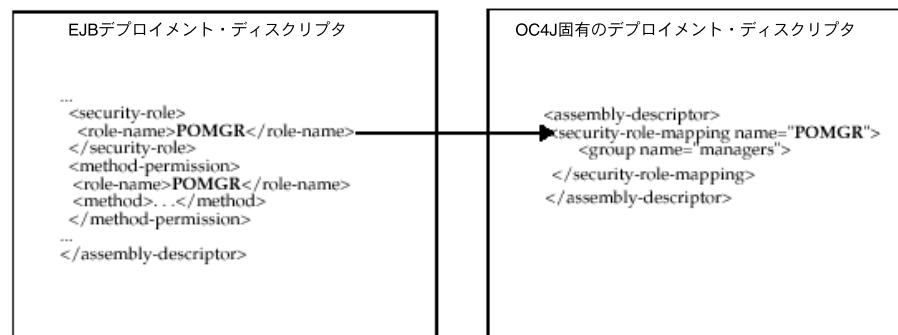 EJBデプロイメント・ディスクリプタ
...
<security-role>
<role-name>POMGR</role-name>
</security-role>
<method-permission>
<role-name>POMGR</role-name>
<method>. . .</method>
</method-permission>
...
</assembly-descriptor>
OC4J固有のデプロイメント・ディスクリプタ
<assembly-descriptor>
<security-role-mapping name="POMGR">
<group name="managers">
</security-role-mapping>
</assembly-descriptor>